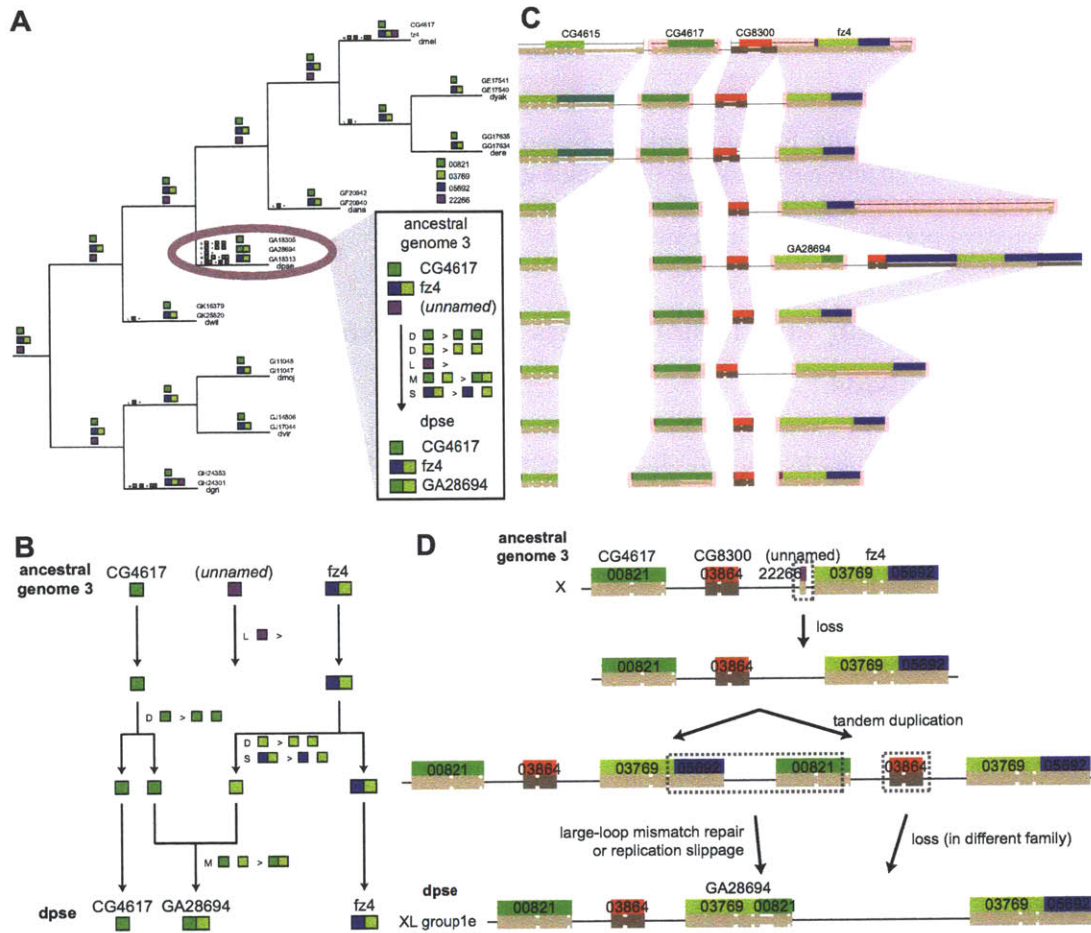 A
CG4617
fz4
dmel
GE17541
GE17540
dyak
GG17635
GG17634
dere
00821
03769
05692
22266
GF20942
GF20940
dana
GA18305
GA28694
GA18313
dpse
GK16379
GK25820
dwil
GI11048
GI11047
dmoj
GJ14806
GJ17044
dvir
GH24353
GH24301
dgri
ancestral
genome 3
CG4617
fz4
(unnamed)
D >
D >
L >
M >
S >
dpse
CG4617
fz4
GA28694
C
CG4615 CG4617 CG8300 fz4
GA28694
B
ancestral
genome 3
CG4617 (unnamed) fz4
L >
D >
D >
S >
M >
dpse
CG4617 GA28694 fz4
D
ancestral
genome 3
CG4617 CG8300 (unnamed) fz4
X 00821 03864 22266 03769 05692
loss
00821 03864 03769 05692
tandem duplication
00821 03864 03769 05692 00821 03864 03769 05692
large-loop mismatch repair
or replication slippage
loss (in different family)
dpse
GA28694
XL group1e 00821 03864 03769 00821 03769 05692